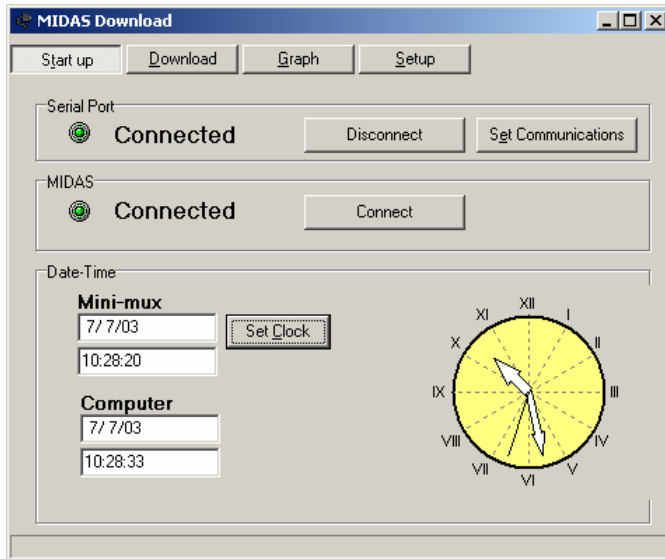 MIDAS Download
Start up Download Graph Setup
Serial Port
Connected Disconnect Set Communications
MIDAS
Connected Connect
Date-Time
Mini-mux
7/ 7/03
Set Clock
10:28:20
Computer
7/ 7/03
10:28:33
XII
I
II
III
IV
V
VI
VII
VIII
IX
X
XI